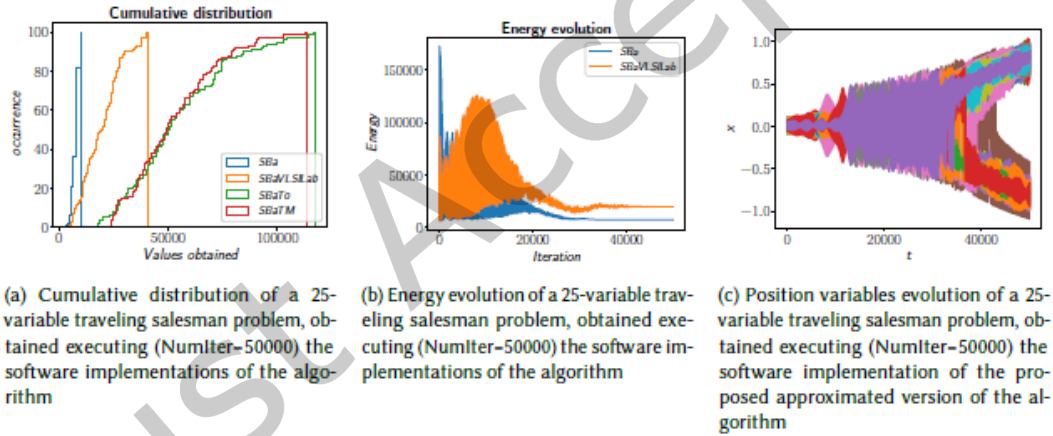 Cumulative distribution
100
80
60
40
20
0
ocurrence
0
50000
100000
Values obtained
SBa
SBaVLSILab
SBaTo
SBaTM
Energy evolution
150000
100000
50000
0
Energy
0
20000
40000
Iteration
SBa
SBaVLSILab
1.0
0.5
0.0
−0.5
−1.0
x
0
20000
40000
t
(a) Cumulative distribution of a 25-
variable traveling salesman problem, ob-
tained executing (NumIter=50000) the
software implementations of the algo-
rithm
(b) Energy evolution of a 25-variable trav-
eling salesman problem, obtained exe-
cuting (NumIter=50000) the software im-
plementations of the algorithm
(c) Position variables evolution of a 25-
variable traveling salesman problem, ob-
tained executing (NumIter=50000) the
software implementation of the pro-
posed approximated version of the al-
gorithm